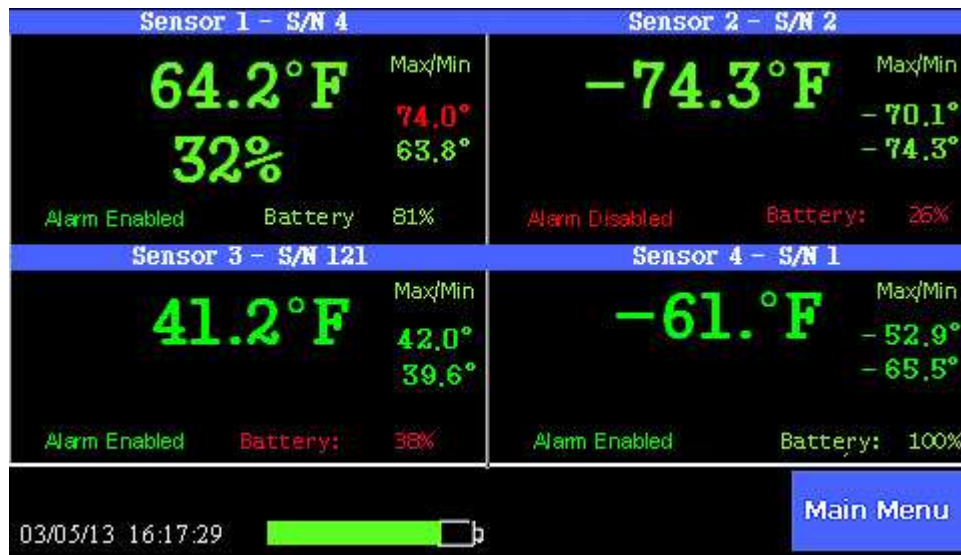 Sensor 1 - S/N 4
64.2°F
Max/Min
74.0°
63.8°
32%
Alarm Enabled Battery 81%
Sensor 2 - S/N 2
-74.3°F
Max/Min
-70.1°
-74.3°
Alarm Disabled Battery: 26%
Sensor 3 - S/N 121
41.2°F
Max/Min
42.0°
39.6°
Alarm Enabled Battery: 38%
Sensor 4 - S/N 1
-61.°F
Max/Min
-52.9°
-65.5°
Alarm Enabled Battery: 100%
03/05/13 16:17:29
Main Menu